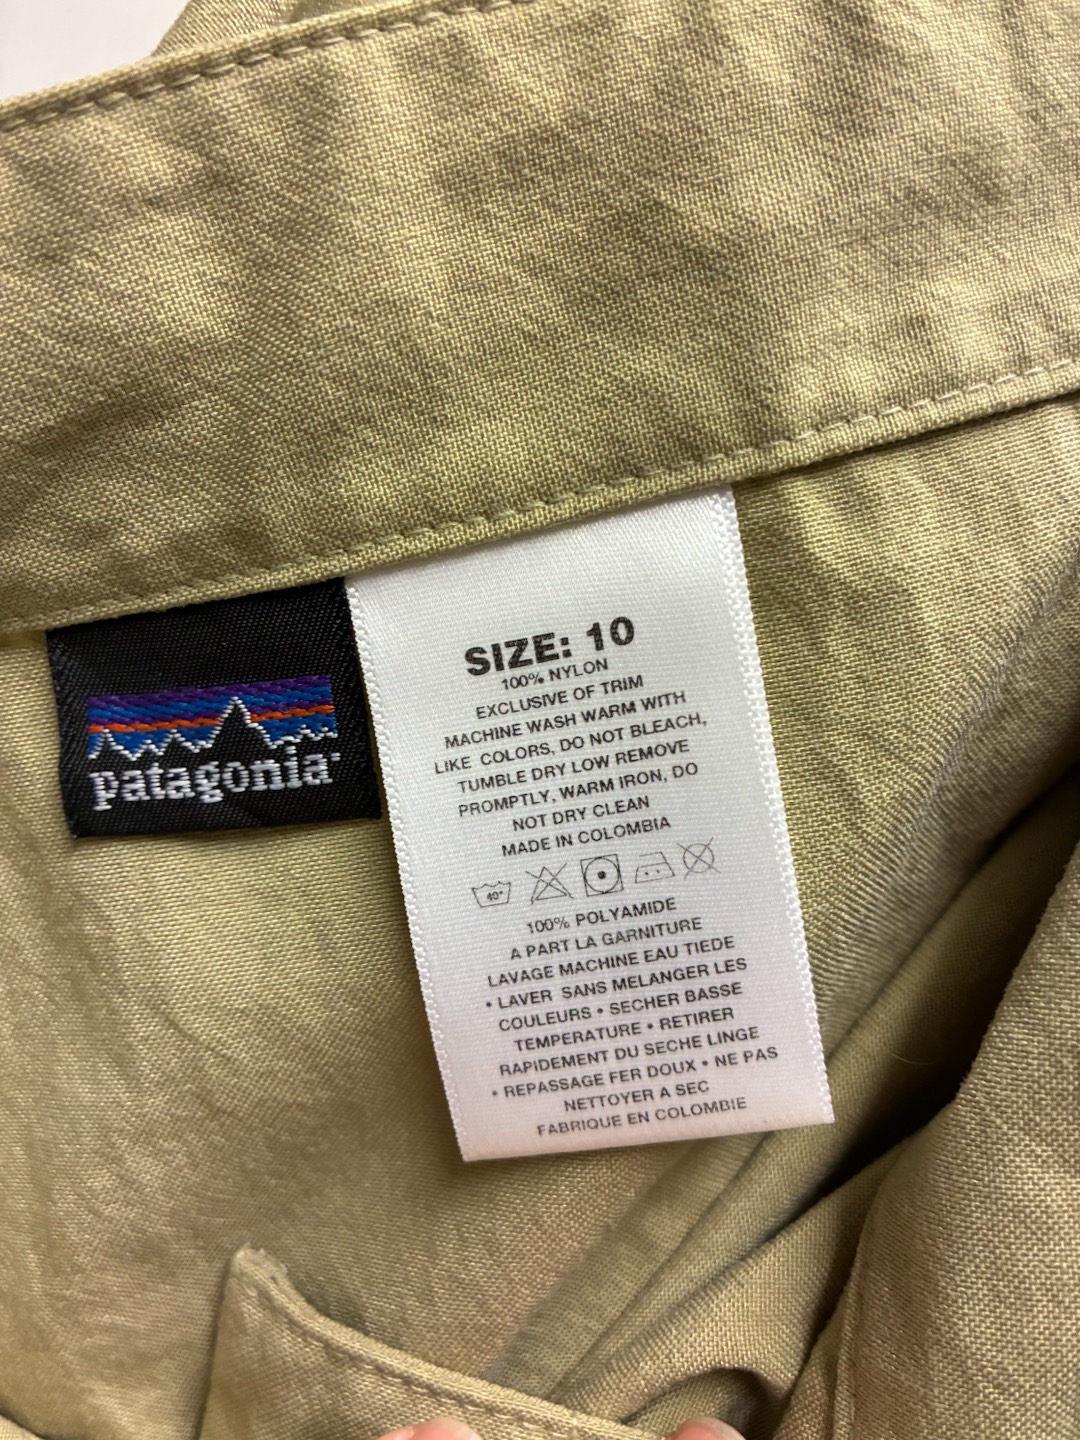 patagonia
SIZE: 10
100% NYLON
EXCLUSIVE OF TRIM
MACHINE WASH WARM WITH
LIKE COLORS, DO NOT BLEACH,
TUMBLE DRY LOW REMOVE
PROMPTLY, WARM IRON, DO
NOT DRY CLEAN
MADE IN COLOMBIA
40°
100% POLYAMIDE
A PART LA GARNITURE
LAVAGE MACHINE EAU TIEDE
• LAVER SANS MELANGER LES
COULEURS • SECHER BASSE
TEMPERATURE • RETIRER
RAPIDEMENT DU SECHE LINGE
• REPASSAGE FER DOUX • NE PAS
NETTOYER A SEC
FABRIQUE EN COLOMBIE